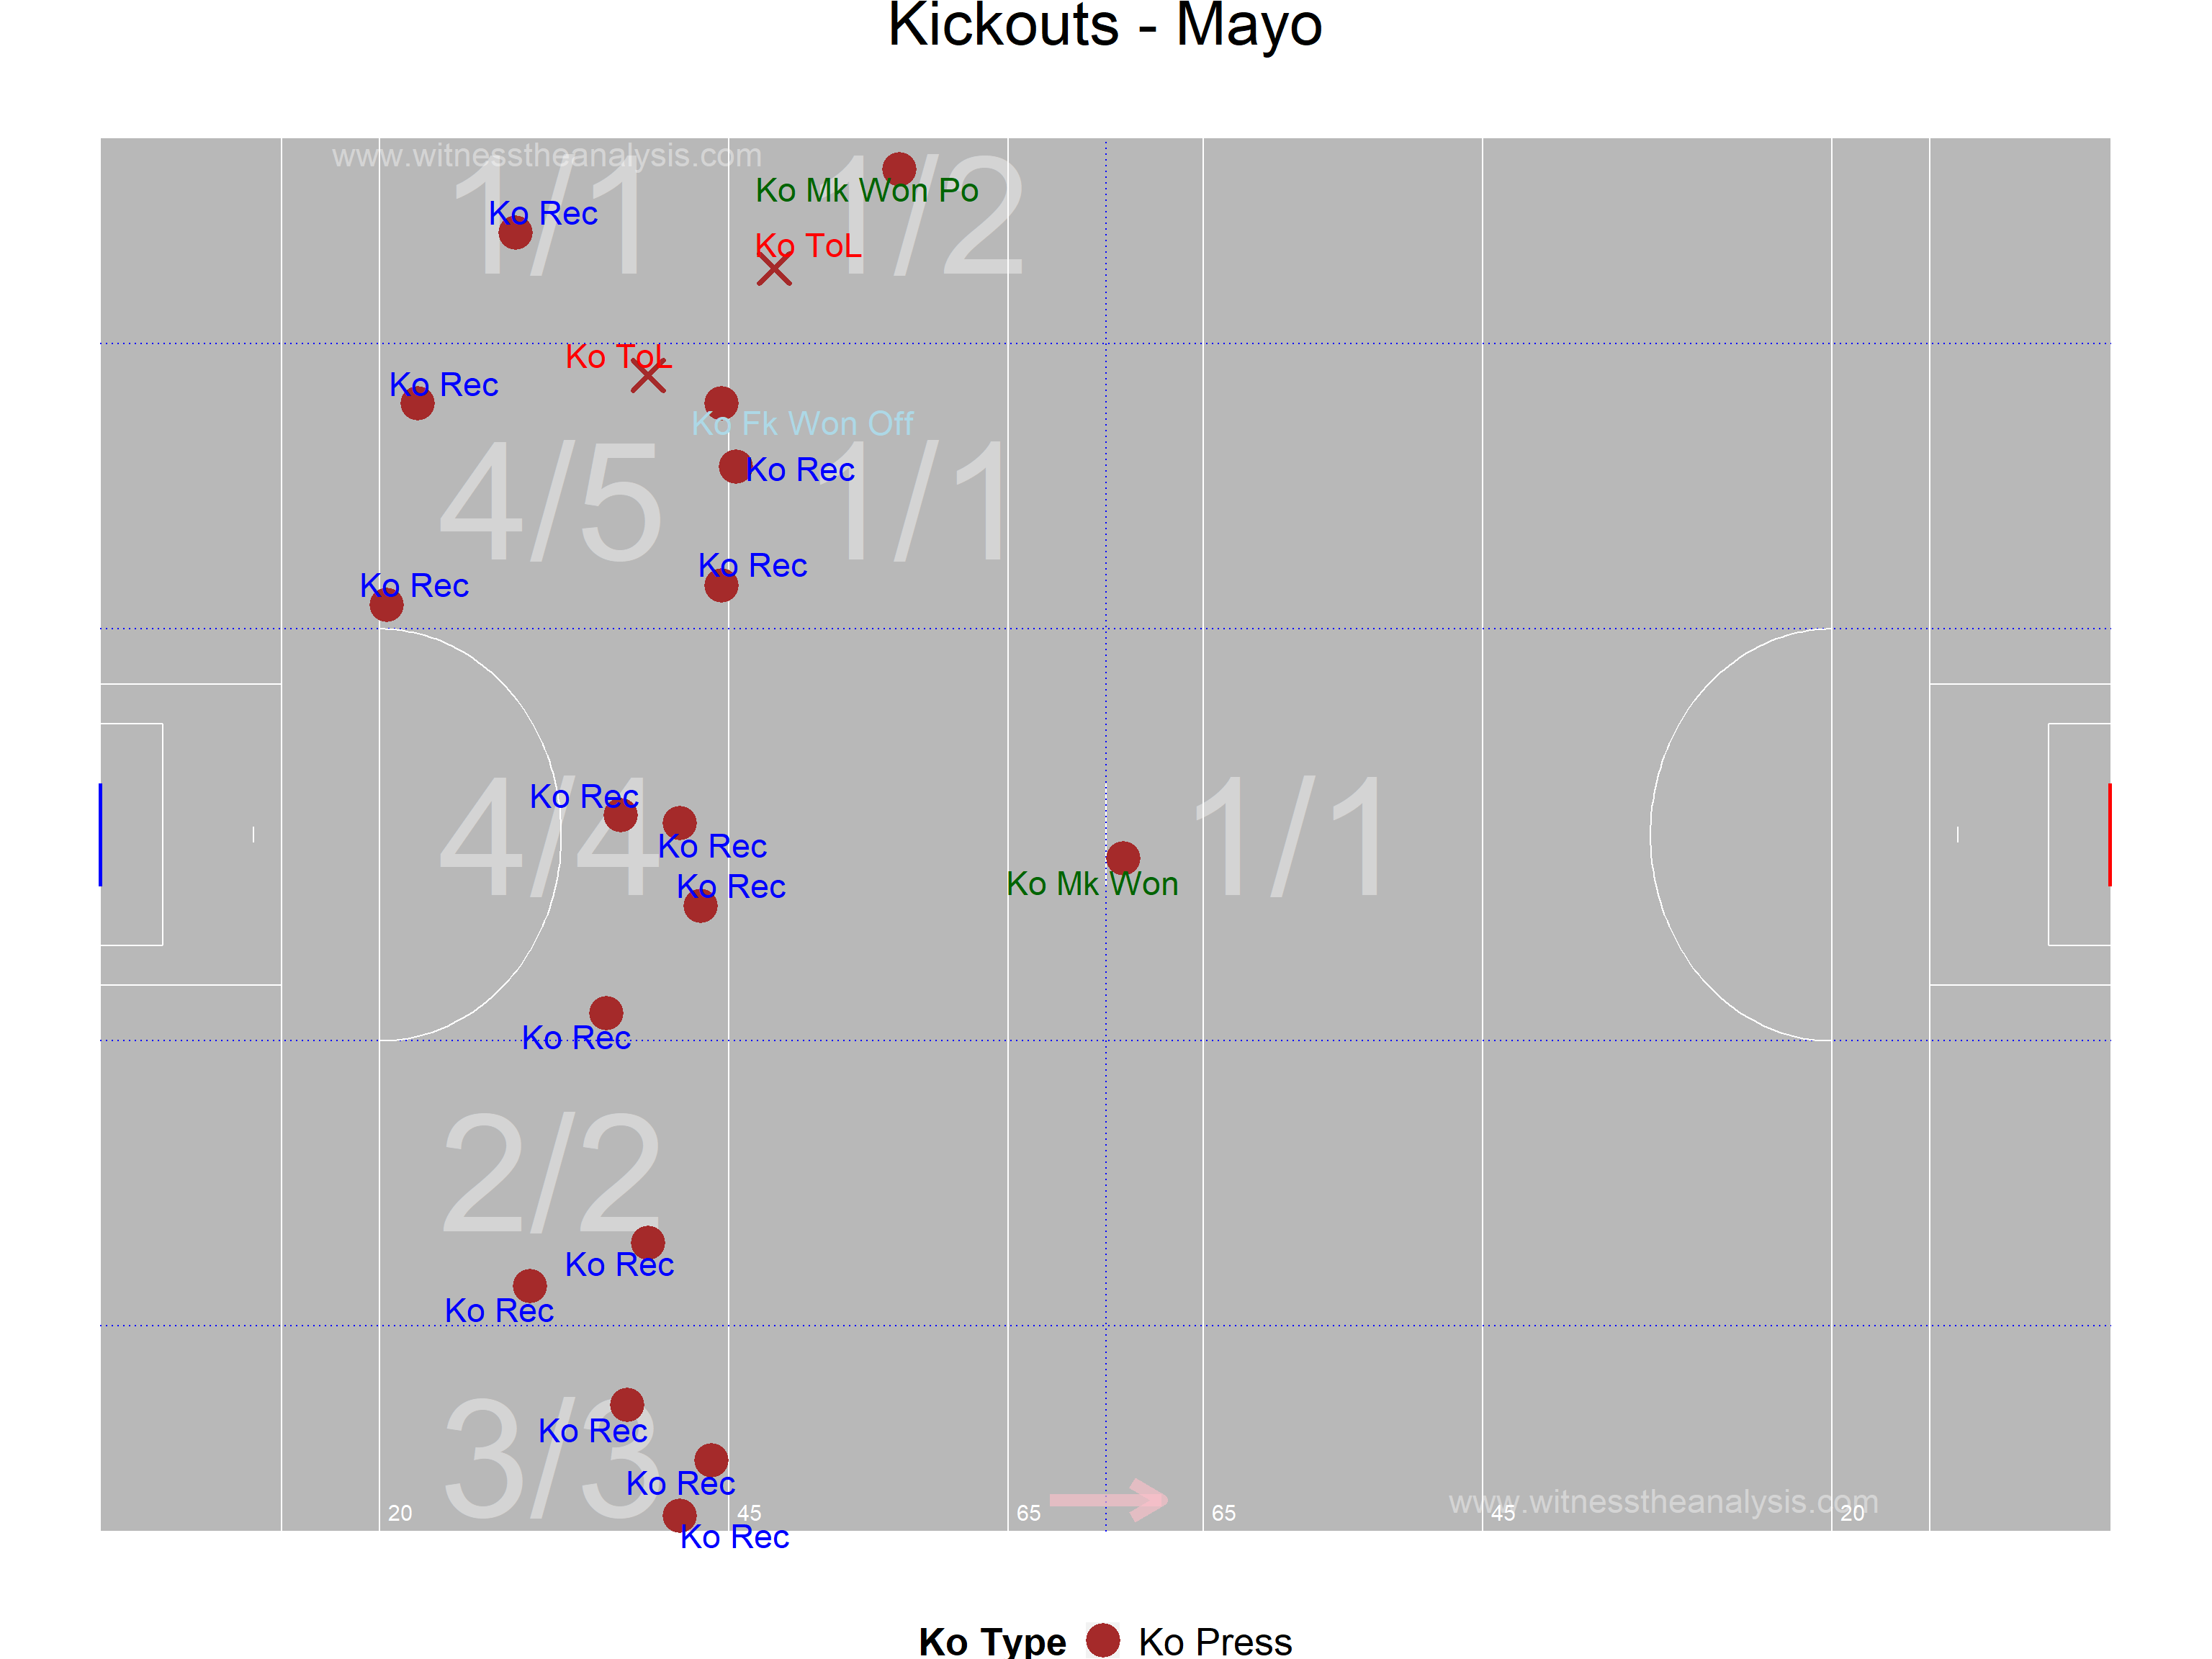 Kickouts - Mayo
www.witnesstheanalysis.com
1/1
1/2
Ko Mk Won Po
Ko Rec
Ko ToL
Ko ToL
Ko Rec
Ko Fk Won Off
Ko Rec
4/5
1/1
Ko Rec
Ko Rec
Ko Rec
4/4
1/1
Ko Rec
Ko Rec
Ko Mk Won
Ko Rec
2/2
Ko Rec
Ko Rec
3/3
Ko Rec
Ko Rec
Ko Rec
www.witnesstheanalysis.com
20
45
65
65
45
20
Ko Type
Ko Press